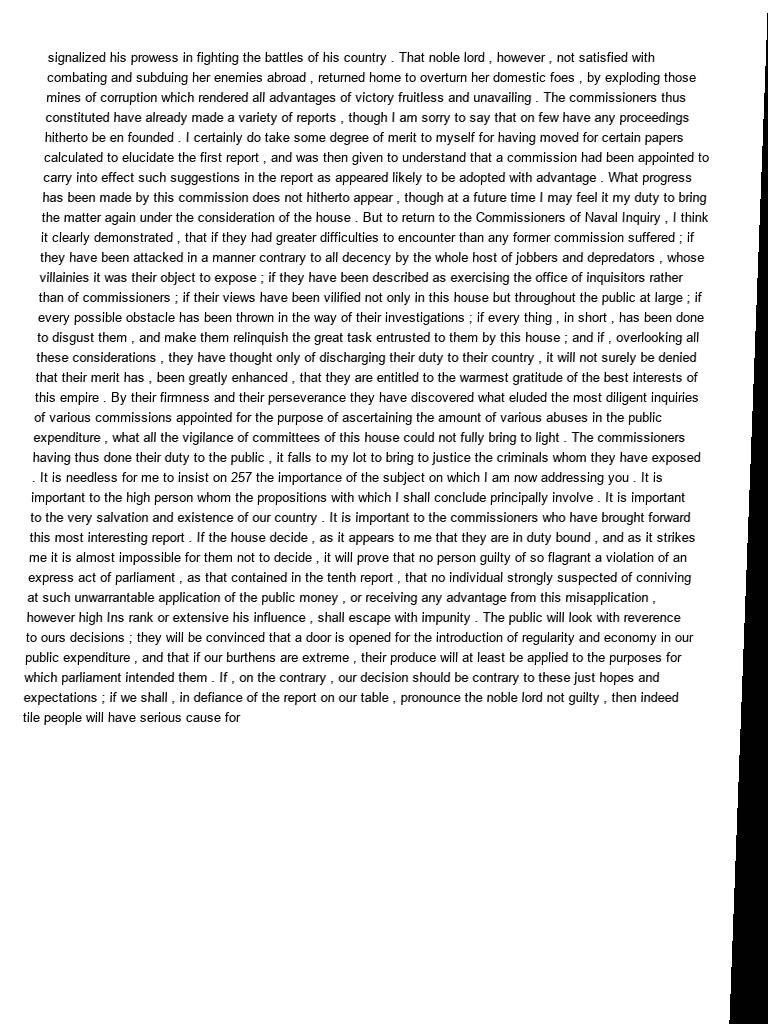 signalized his prowess in fighting the battles of his country . That noble lord , however , not satisfied with
combating and subduing her enemies abroad , returned home to overturn her domestic foes , by exploding those
mines of corruption which rendered all advantages of victory fruitless and unavailing . The commissioners thus
constituted have already made a variety of reports , though I am sorry to say that on few have any proceedings
hitherto be en founded . I certainly do take some degree of merit to myself for having moved for certain papers
calculated to elucidate the first report , and was then given to understand that a commission had been appointed to
carry into effect such suggestions in the report as appeared likely to be adopted with advantage . What progress
has been made by this commission does not hitherto appear , though at a future time I may feel it my duty to bring
the matter again under the consideration of the house . But to return to the Commissioners of Naval Inquiry , I think
it clearly demonstrated , that if they had greater difficulties to encounter than any former commission suffered ; if
they have been attacked in a manner contrary to all decency by the whole host of jobbers and depredators , whose
villainies it was their object to expose ; if they have been described as exercising the office of inquisitors rather
than of commissioners ; if their views have been vilified not only in this house but throughout the public at large ; if
every possible obstacle has been thrown in the way of their investigations ; if every thing , in short , has been done
to disgust them , and make them relinquish the great task entrusted to them by this house ; and if , overlooking all
these considerations , they have thought only of discharging their duty to their country , it will not surely be denied
that their merit has , been greatly enhanced , that they are entitled to the warmest gratitude of the best interests of
this empire . By their firmness and their perseverance they have discovered what eluded the most diligent inquiries
of various commissions appointed for the purpose of ascertaining the amount of various abuses in the public
expenditure , what all the vigilance of committees of this house could not fully bring to light . The commissioners
having thus done their duty to the public , it falls to my lot to bring to justice the criminals whom they have exposed
. It is needless for me to insist on 257 the importance of the subject on which I am now addressing you . It is
important to the high person whom the propositions with which I shall conclude principally involve . It is important
to the very salvation and existence of our country . It is important to the commissioners who have brought forward
this most interesting report . If the house decide , as it appears to me that they are in duty bound , and as it strikes
me it is almost impossible for them not to decide , it will prove that no person guilty of so flagrant a violation of an
express act of parliament , as that contained in the tenth report , that no individual strongly suspected of conniving
at such unwarrantable application of the public money , or receiving any advantage from this misapplication ,
however high Ins rank or extensive his influence , shall escape with impunity . The public will look with reverence
to ours decisions ; they will be convinced that a door is opened for the introduction of regularity and economy in our
public expenditure , and that if our burthens are extreme , their produce will at least be applied to the purposes for
which parliament intended them . If , on the contrary , our decision should be contrary to these just hopes and
expectations ; if we shall , in defiance of the report on our table , pronounce the noble lord not guilty , then indeed
tile people will have serious cause for